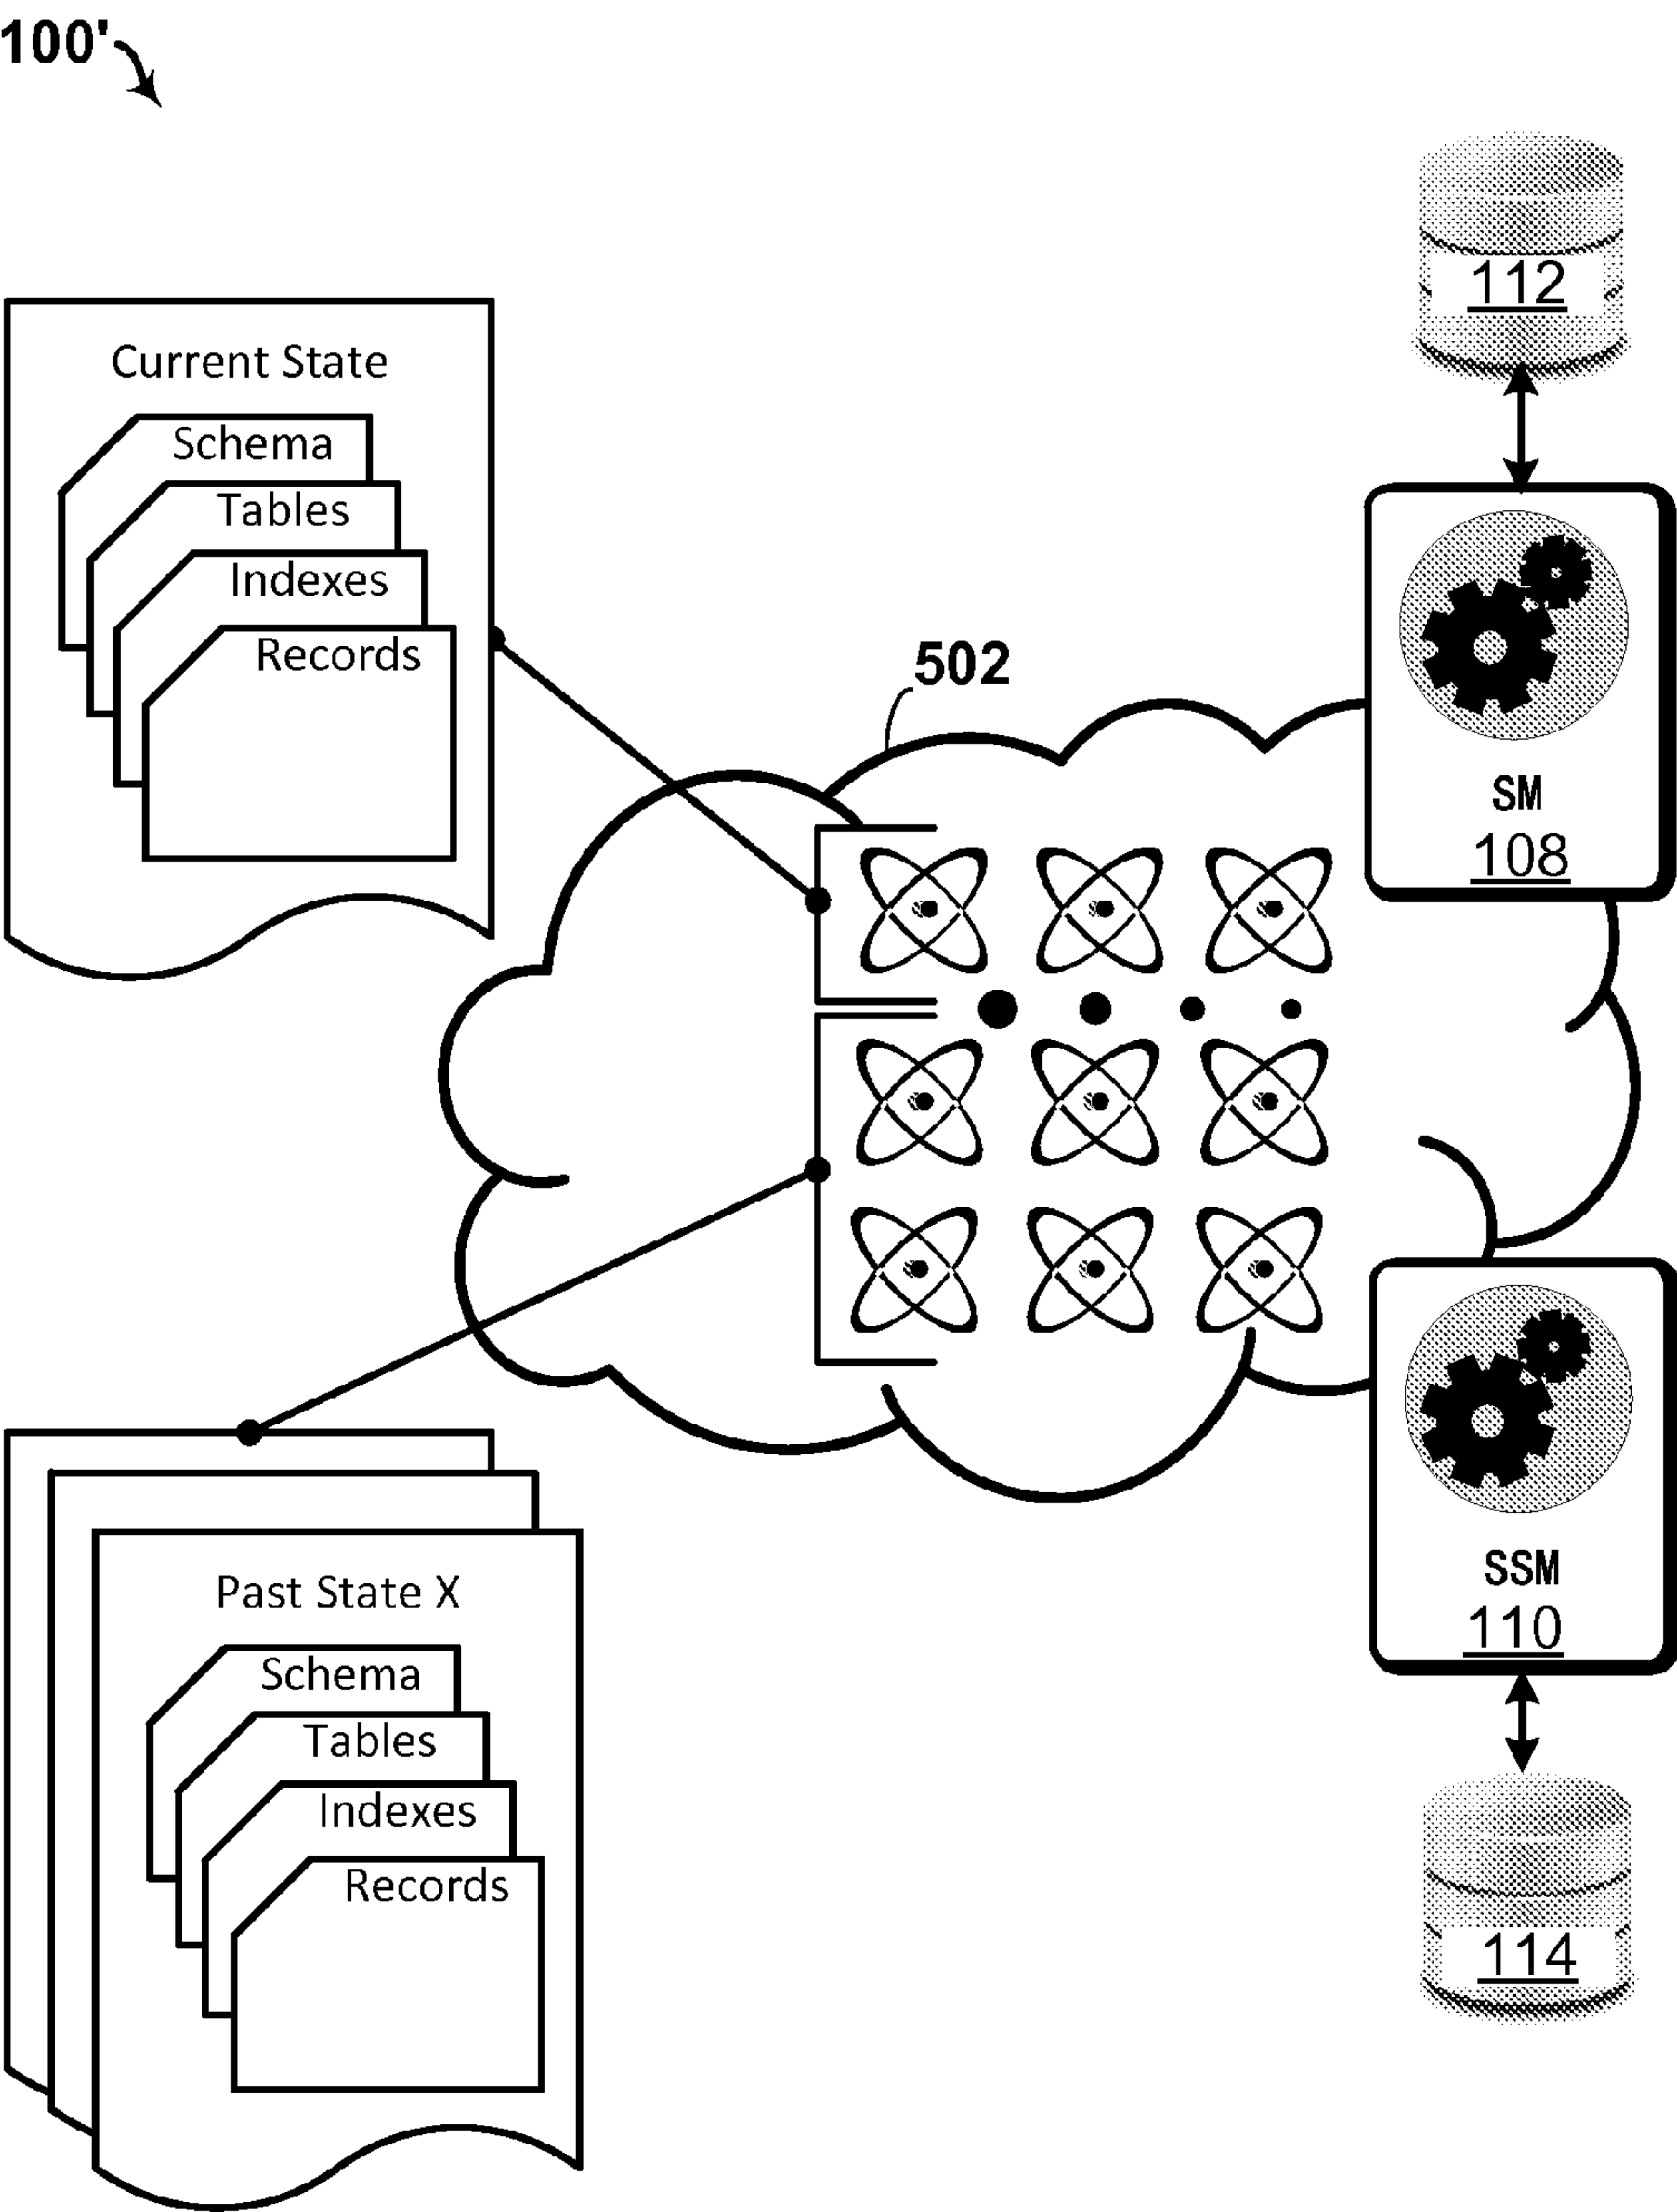 100'
112
Current State
Schema
Tables
Indexes
Records
502
SM
108
SSM
110
Past State X
Schema
Tables
Indexes
Records
114